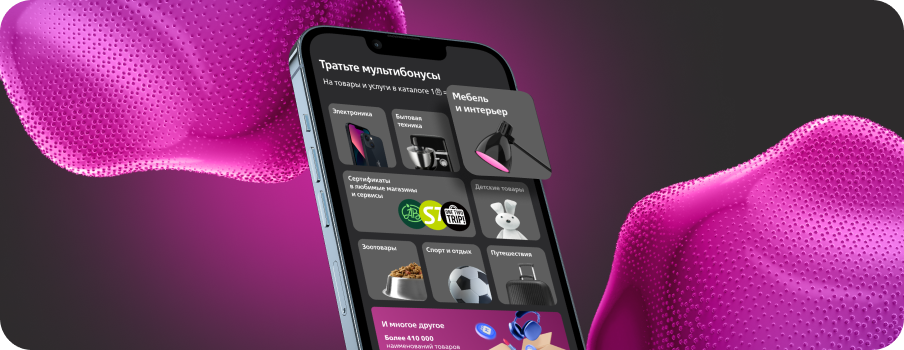 Тратьте мультибонусы
На товары и услуги в каталоге 1
Электроника
Бытовая
техника
Мебель
и интерьер
Сертификаты
в любимые магазины
и сервисы
S7
ONE TWO
TRIP!
Детские товары
Зоотовары
Спорт и отдых
Путешествия
И многое другое
Более 410 000
наименований товаров